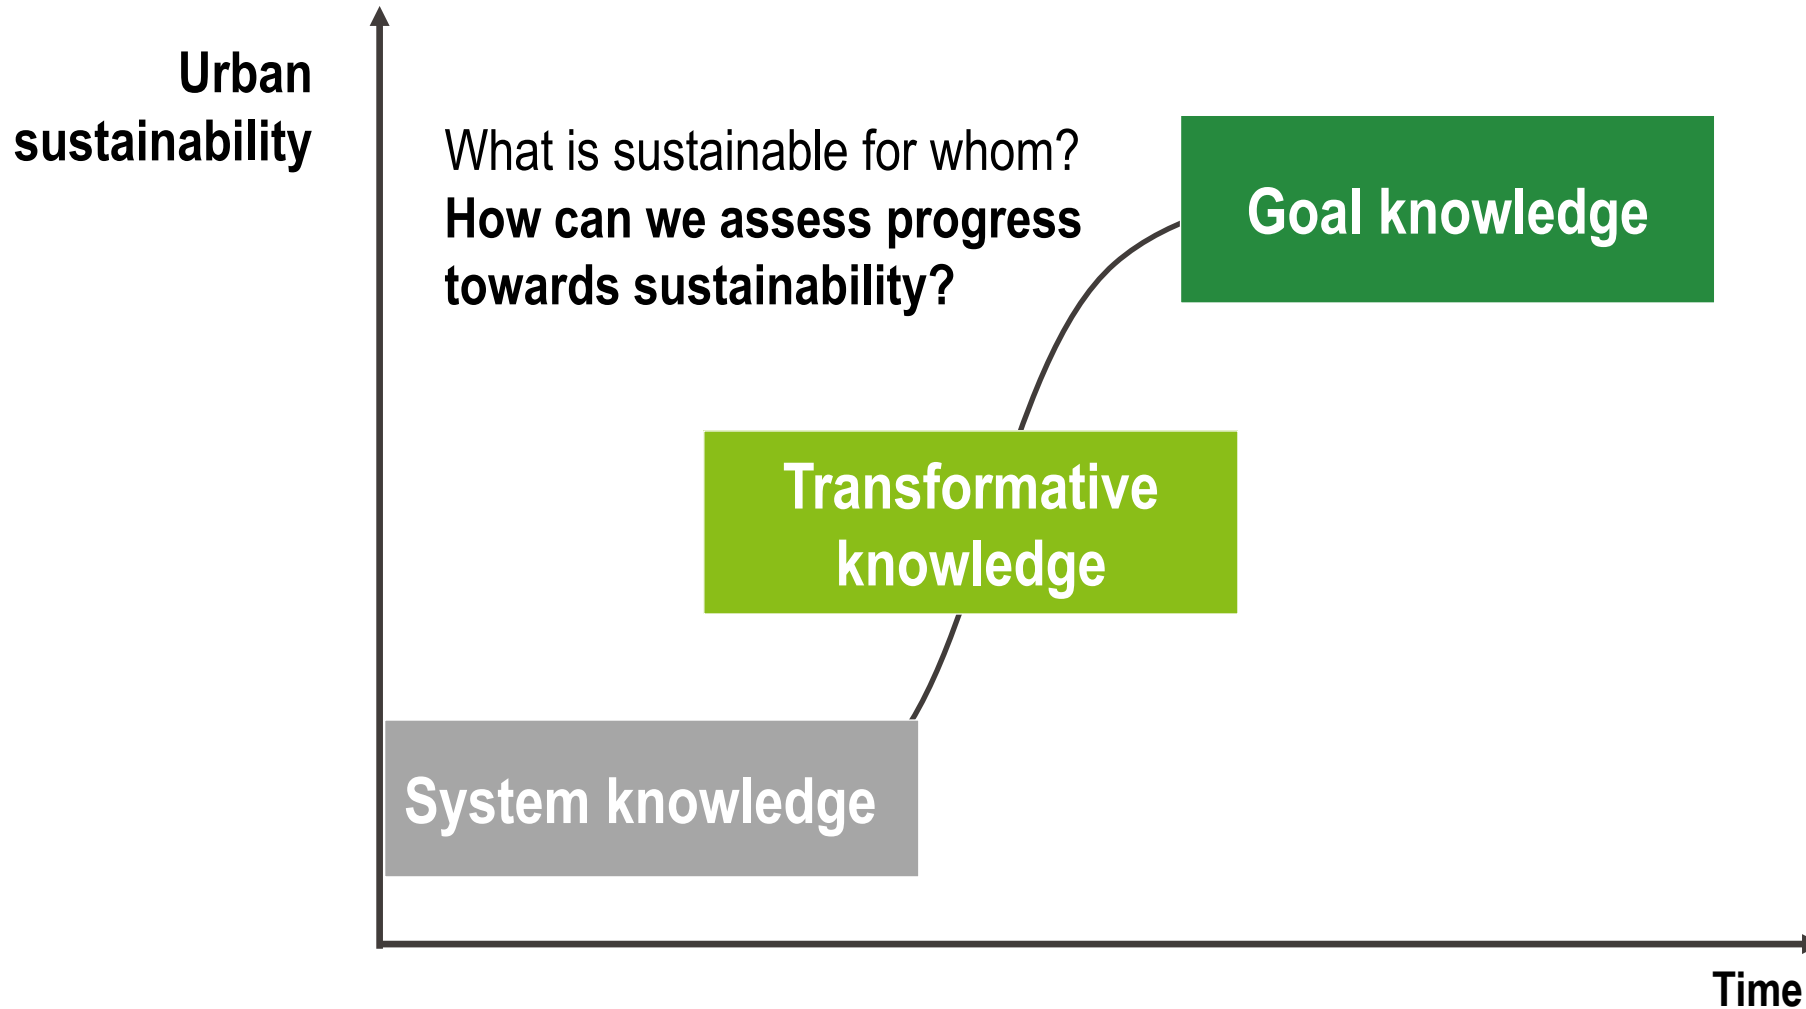 Urban
sustainability
What is sustainable for whom?
How can we assess progress
towards sustainability?
Goal knowledge
Transformative
knowledge
System knowledge
Time